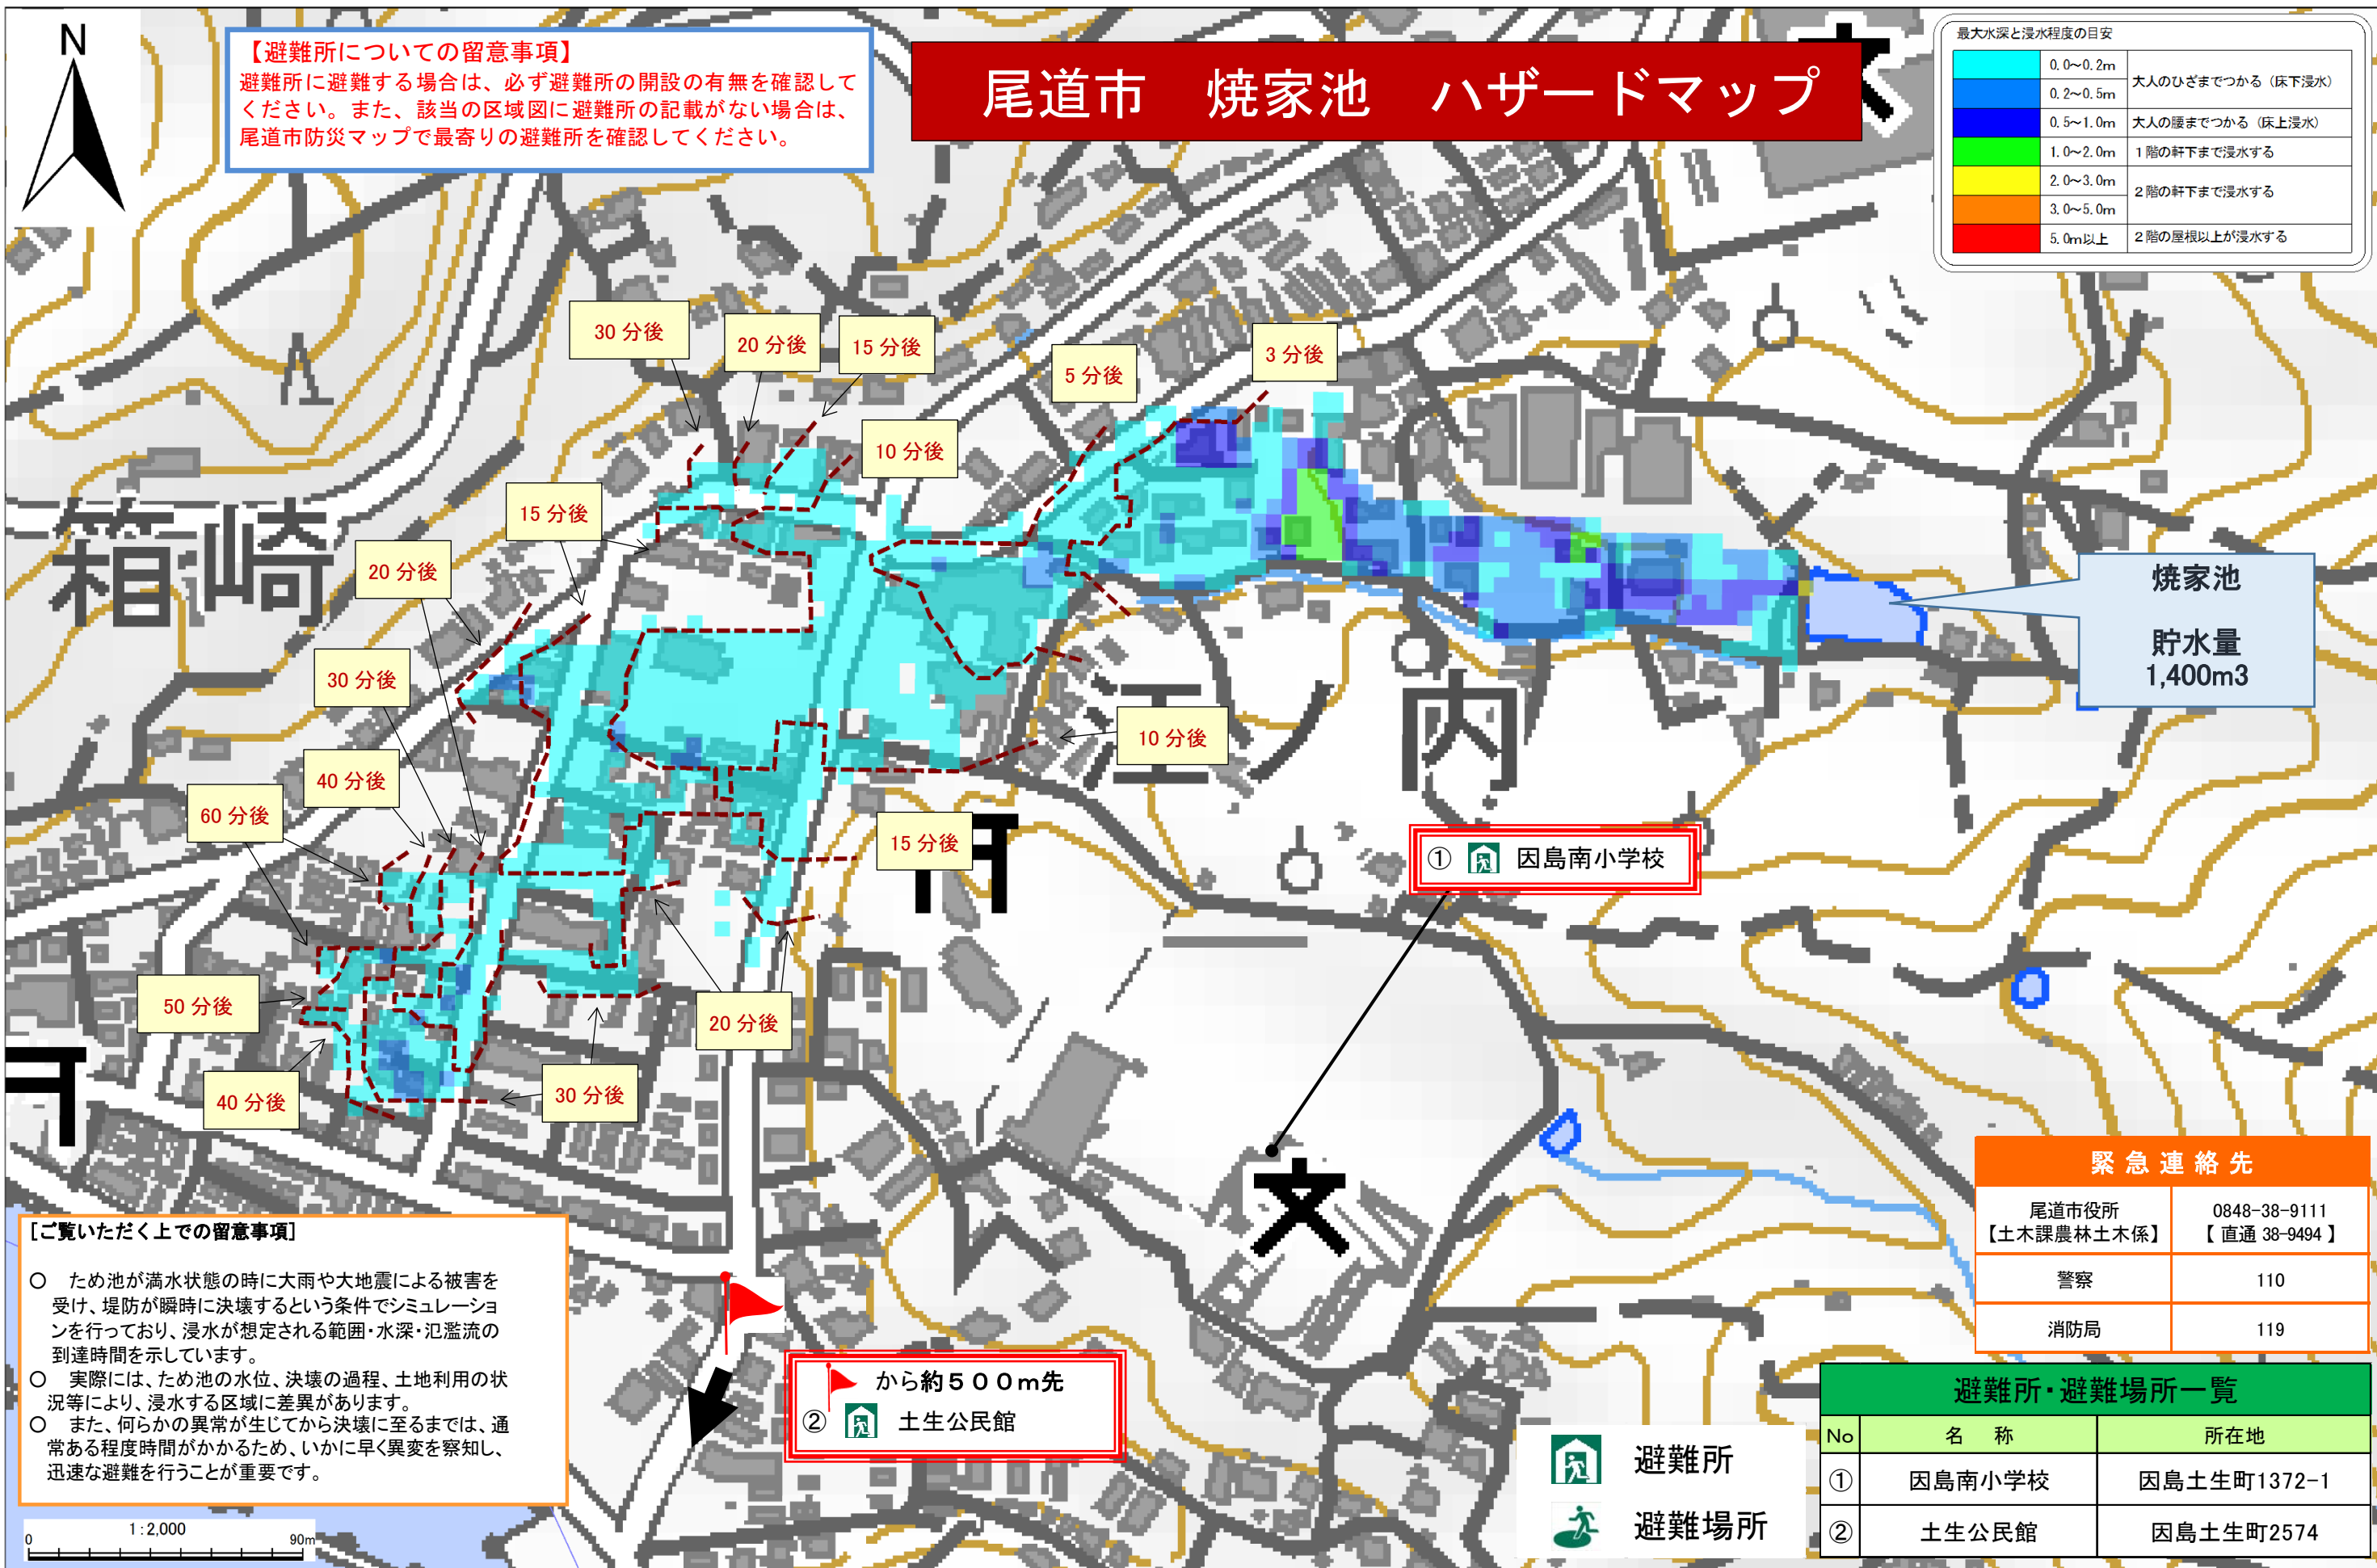 N
【避難所についての留意事項】
避難所に避難する場合は、必ず避難所の開設の有無を確認して
ください。また、該当の区域図に避難所の記載がない場合は、
尾道市防災マップで最寄りの避難所を確認してください。
尾道市 焼家池 ハザードマップ
最大水深と浸水程度の目安
0.0～0.2m
大人のひざまでつかる（床下浸水）
0.2～0.5m
0.5～1.0m 大人の腰までつかる（床上浸水）
1.0～2.0m 1階の軒下まで浸水する
2.0～3.0m
2階の軒下まで浸水する
3.0～5.0m
5.0m以上 2階の屋根以上が浸水する
30分後
20分後
15分後
5分後
3分後
10分後
15分後
箱崎
20分後
焼家池
貯水量
1,400m3
30分後
江ノ内
10分後
40分後
60分後
15分後
① 因島南小学校
50分後
20分後
40分後
30分後
文
緊急連絡先
尾道市役所
【土木課農林土木係】
0848-38-9111
【 直通 38-9494 】
警察 110
消防局 119
[ご覧いただく上での留意事項]
○ ため池が満水状態の時に大雨や大地震による被害を
受け、堤防が瞬時に決壊するという条件でシミュレーショ
ンを行っており、浸水が想定される範囲・水深・氾濫流の
到達時間を示しています。
○ 実際には、ため池の水位、決壊の過程、土地利用の状
況等により、浸水する区域に差異があります。
○ また、何らかの異常が生じてから決壊に至るまでは、通
常ある程度時間がかかるため、いかに早く異変を察知し、
迅速な避難を行うことが重要です。
から約５００ｍ先
② 土生公民館
避難所
避難場所
避難所・避難場所一覧
No 名 称 所在地
① 因島南小学校 因島土生町1372-1
② 土生公民館 因島土生町2574
1:2,000
0 90m